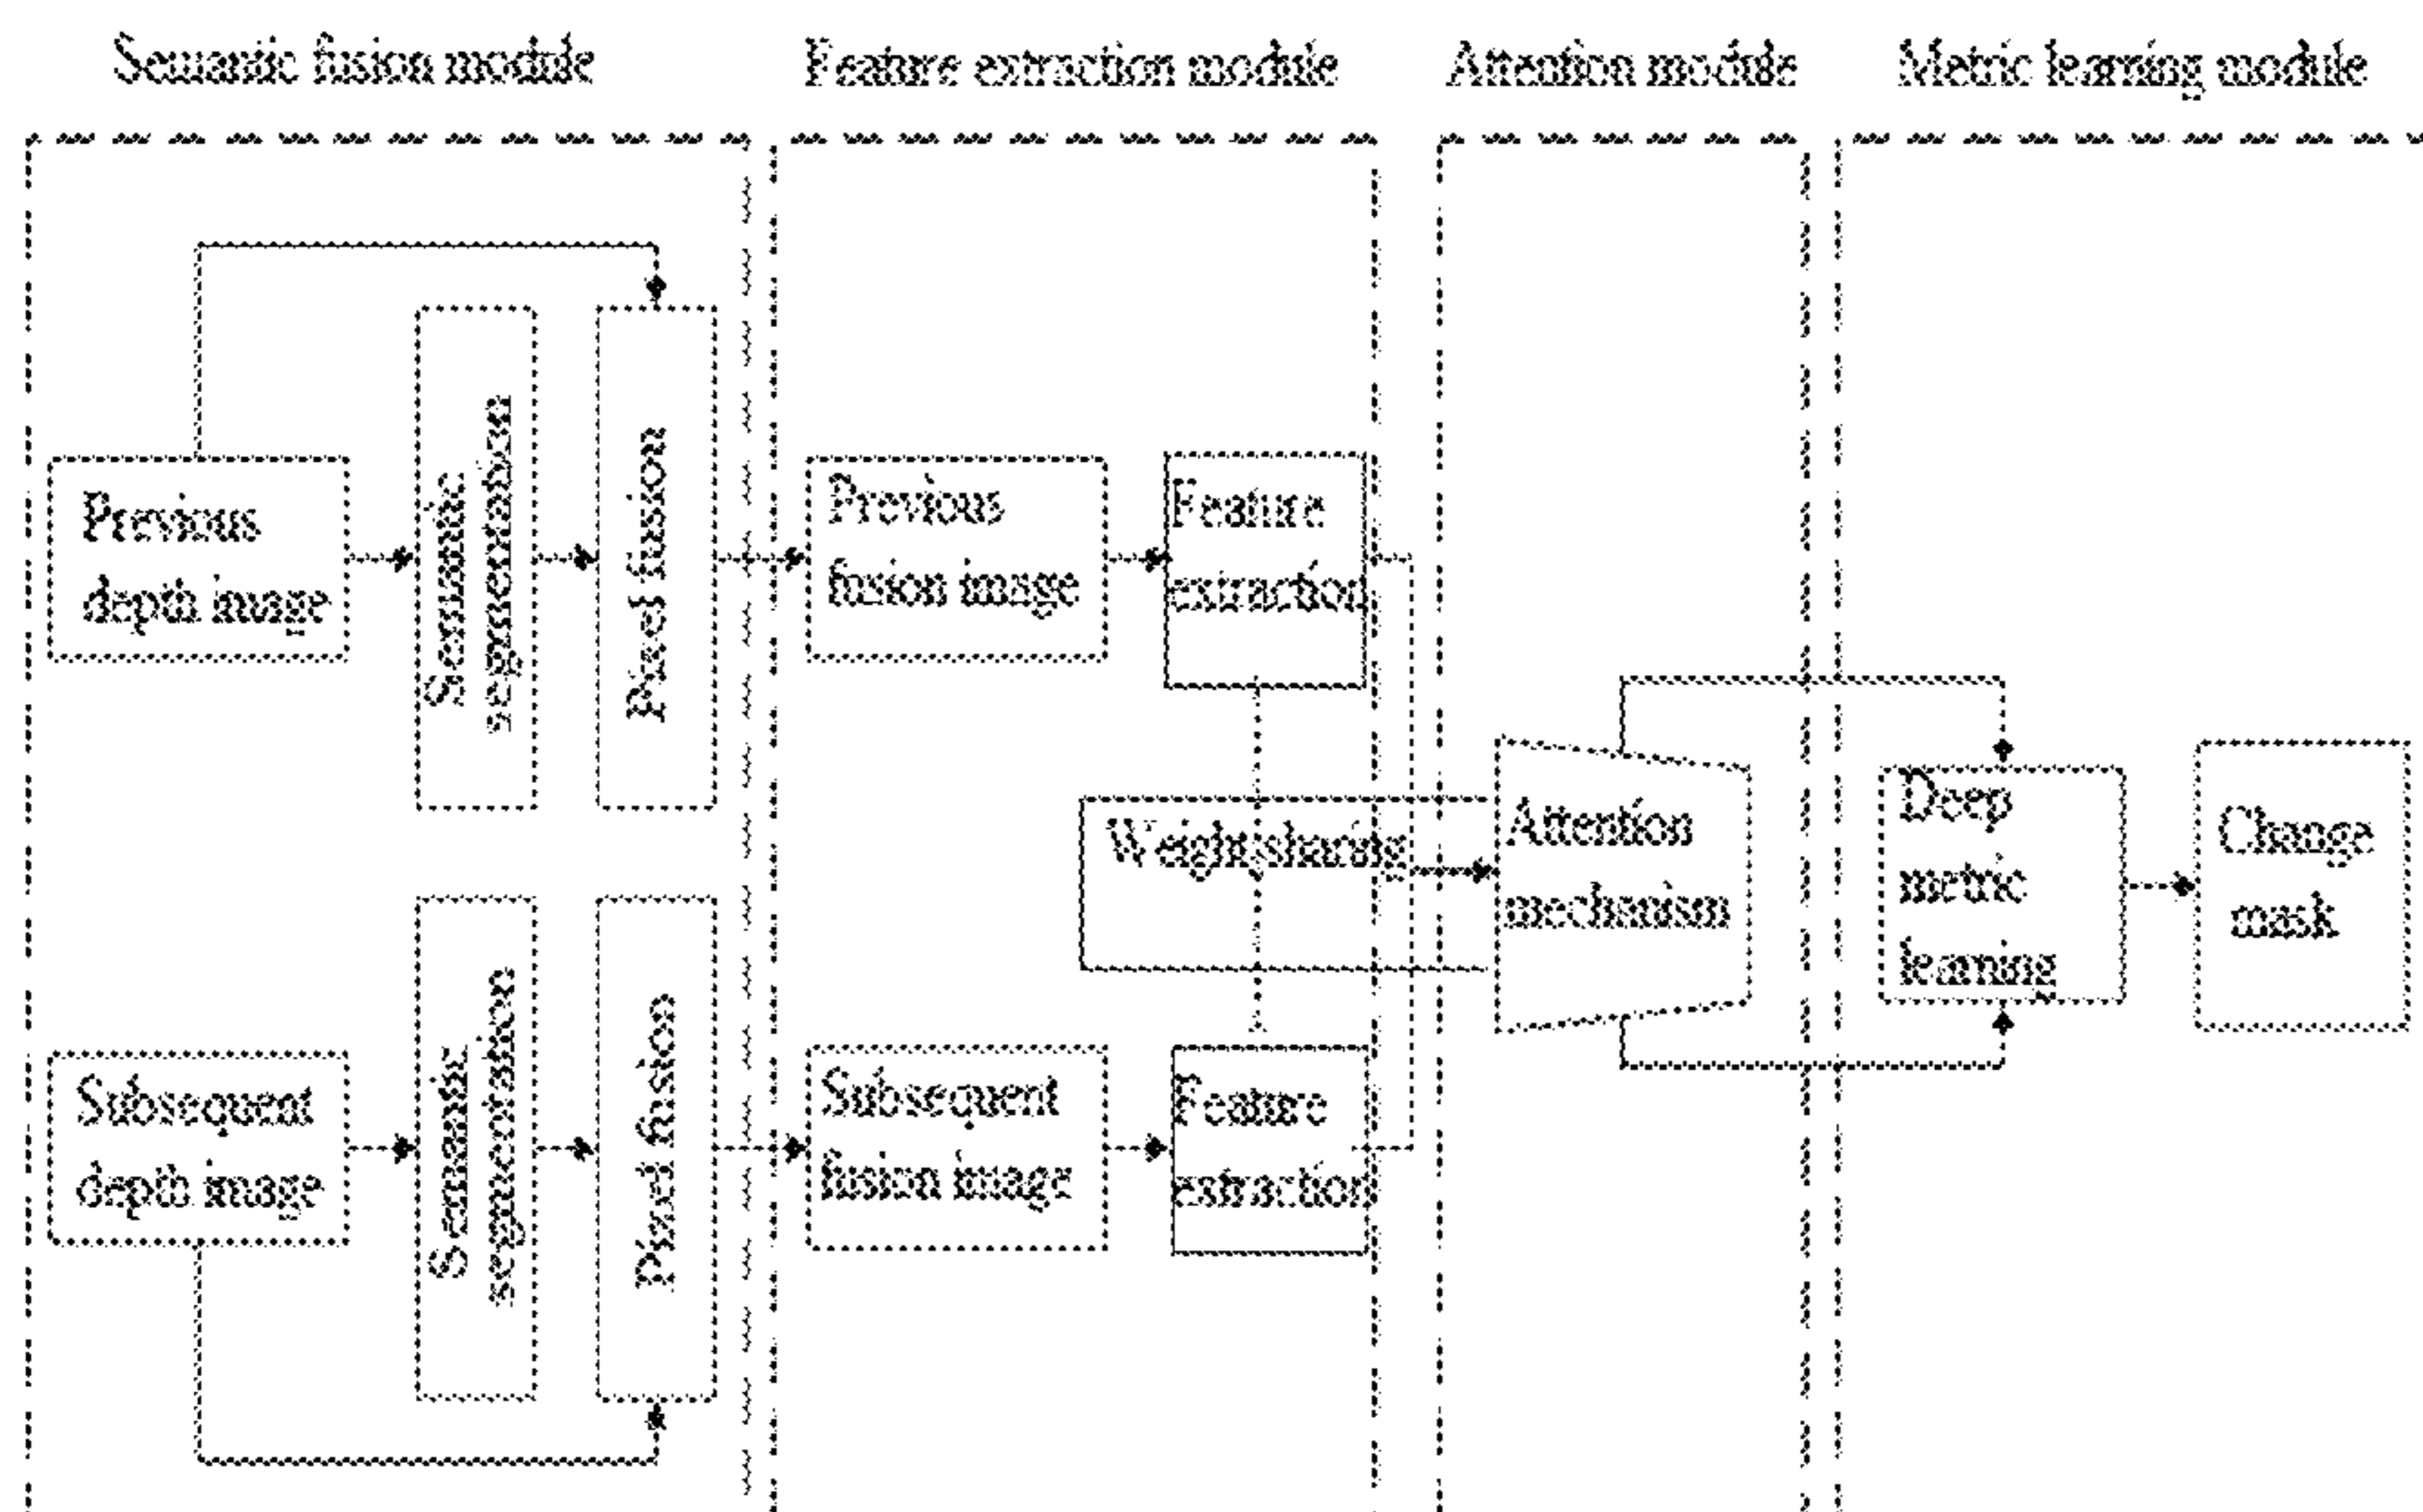 Semantic fusion module
Feature extraction module
Attention module
Metric learning module
Previous
depth image
Semantic
segmentation
Pixel fusion
Previous
fusion image
Feature
extraction
Weight sharing
Attention
mechanism
Deep
metric
learning
Change
mask
Subsequent
depth image
Semantic
segmentation
Pixel fusion
Subsequent
fusion image
Feature
extraction